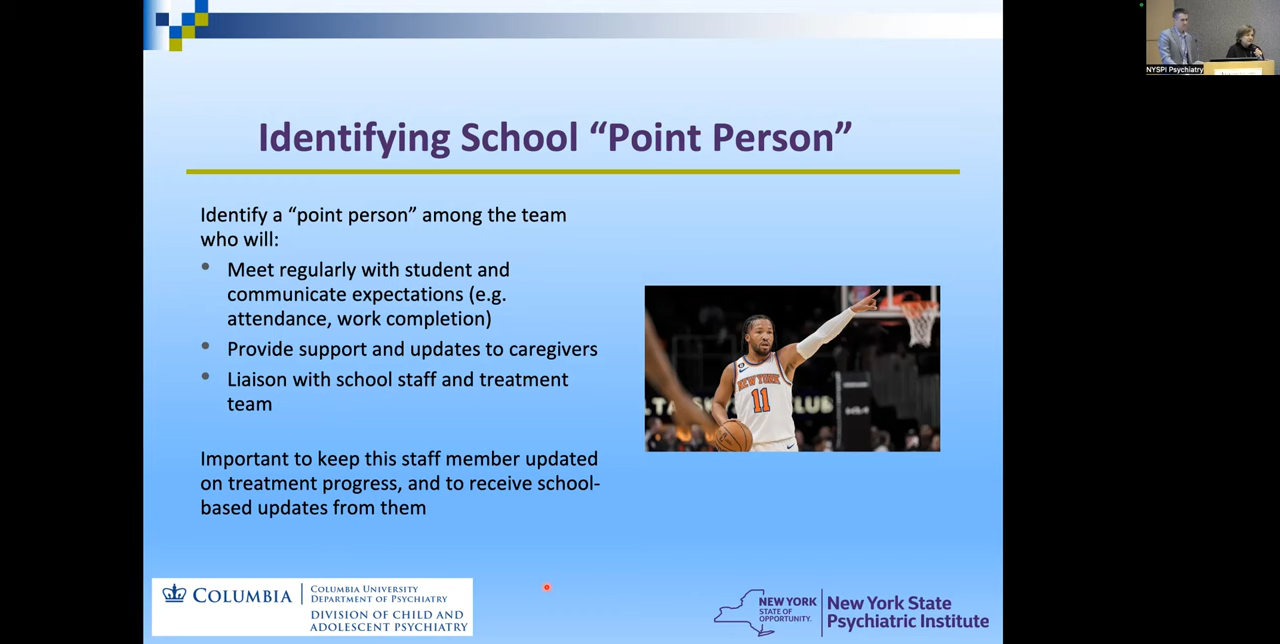 NYSPI Psychiatry
Identifying School “Point Person”
Identify a “point person” among the team
who will:
• Meet regularly with student and
communicate expectations (e.g.
attendance, work completion)
• Provide support and updates to caregivers
• Liaison with school staff and treatment
team
Important to keep this staff member updated
on treatment progress, and to receive school-
based updates from them
NEW YORK
11
CLUB
COLUMBIA
COLUMBIA UNIVERSITY
DEPARTMENT OF PSYCHIATRY
DIVISION OF CHILD AND
ADOLESCENT PSYCHIATRY
NEW YORK
STATE OF
OPPORTUNITY.
New York State
Psychiatric Institute